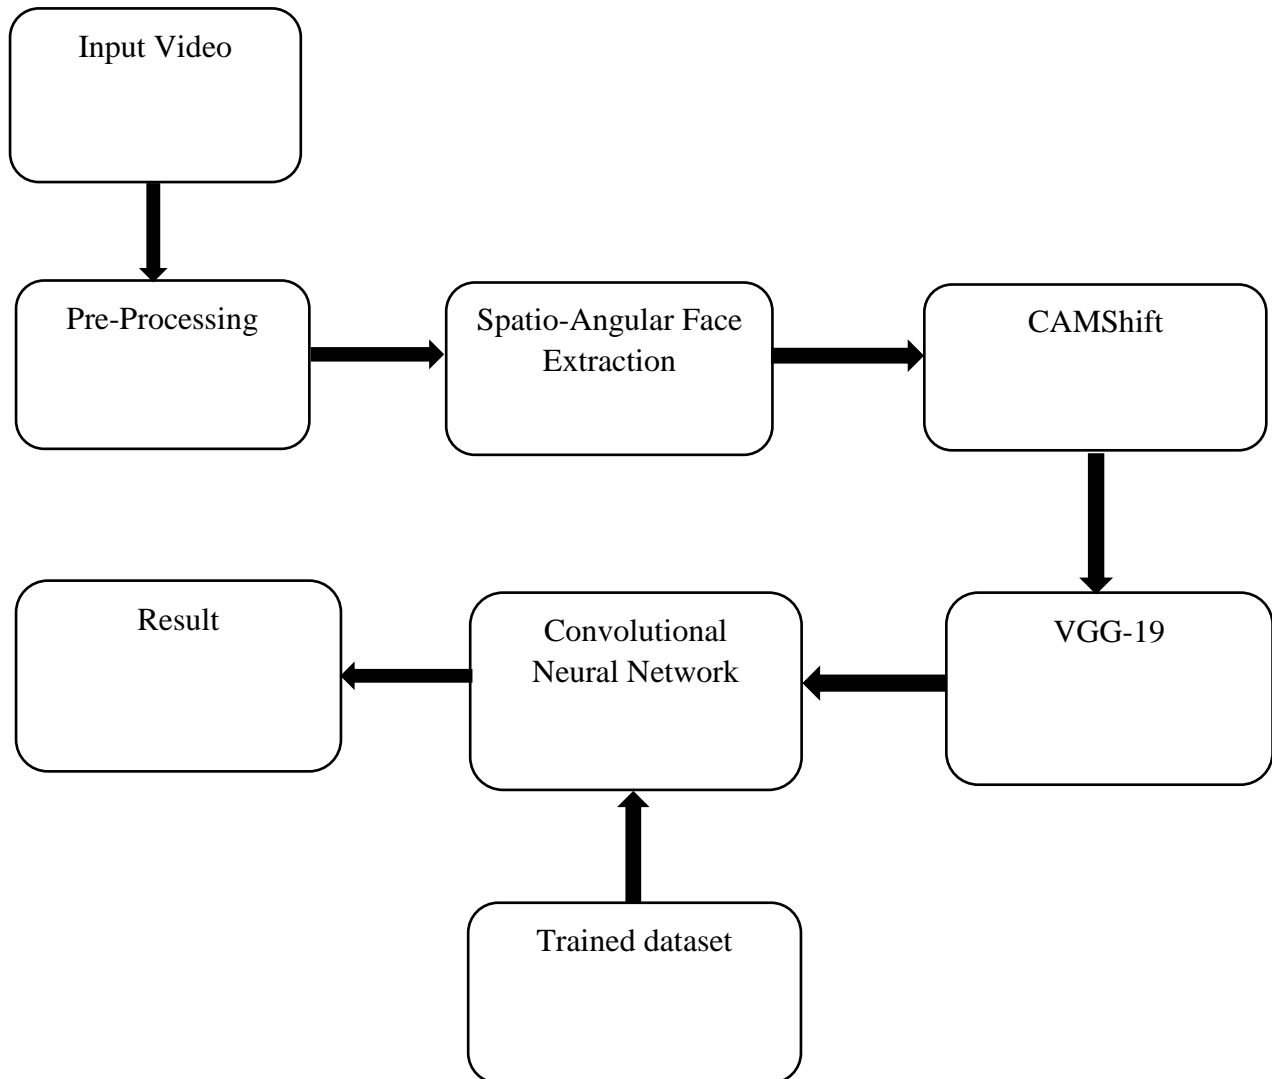 Input Video
Pre-Processing
Spatio-Angular Face
Extraction
CAMShift
Result
Convolutional
Neural Network
VGG-19
Trained dataset